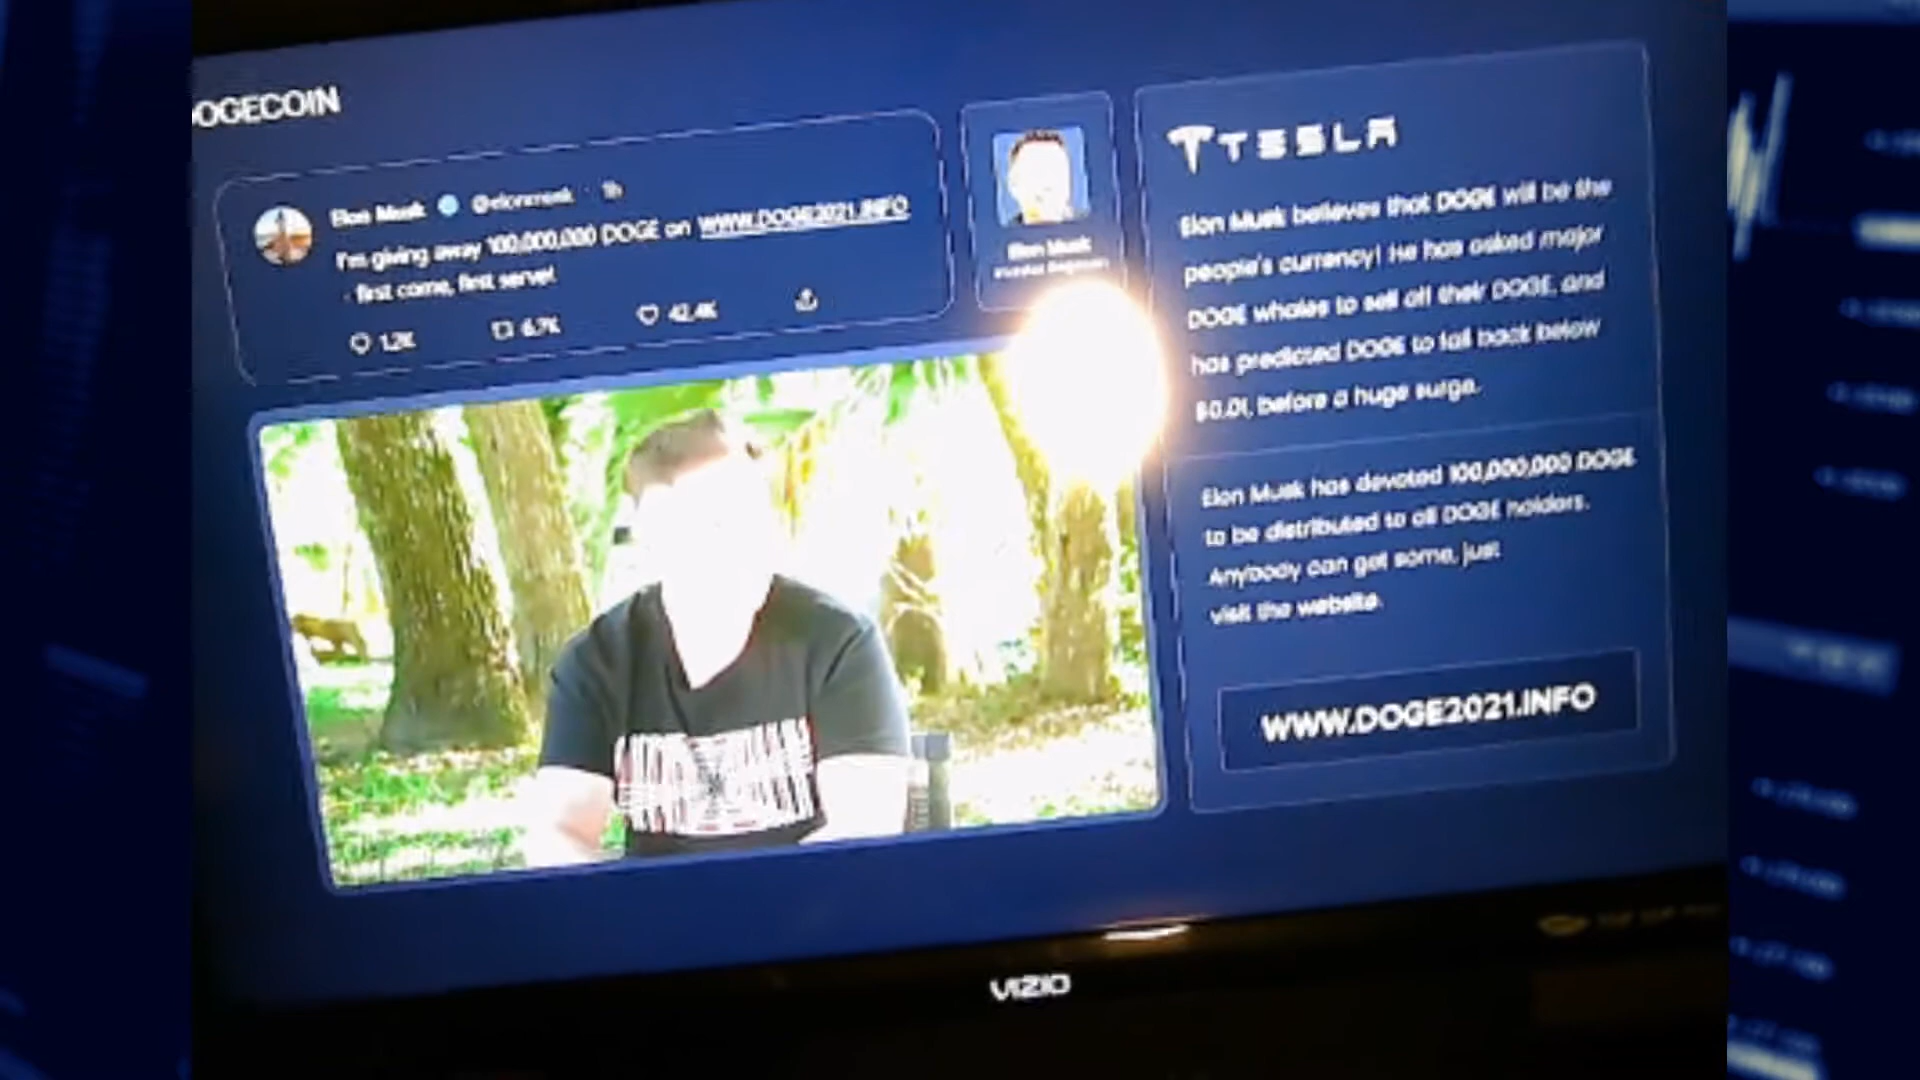 DOGECOIN
Elon Musk @elonmusk · 1h
I'm giving away 100,000,000 DOGE on WWW.DOGE2021.INFO
- first come, first serve!
1.2K 6.7K 42.4K
Elon Musk
TESLA
Elon Musk believes that DOGE will be the
people's currency! He has asked major
DOGE whales to sell off their DOGE, and
has predicted DOGE to fall back below
$0.01, before a huge surge.
Elon Musk has devoted 100,000,000 DOGE
to be distributed to all DOGE holders.
Anybody can get some, just
visit the website.
WWW.DOGE2021.INFO
VIZIO